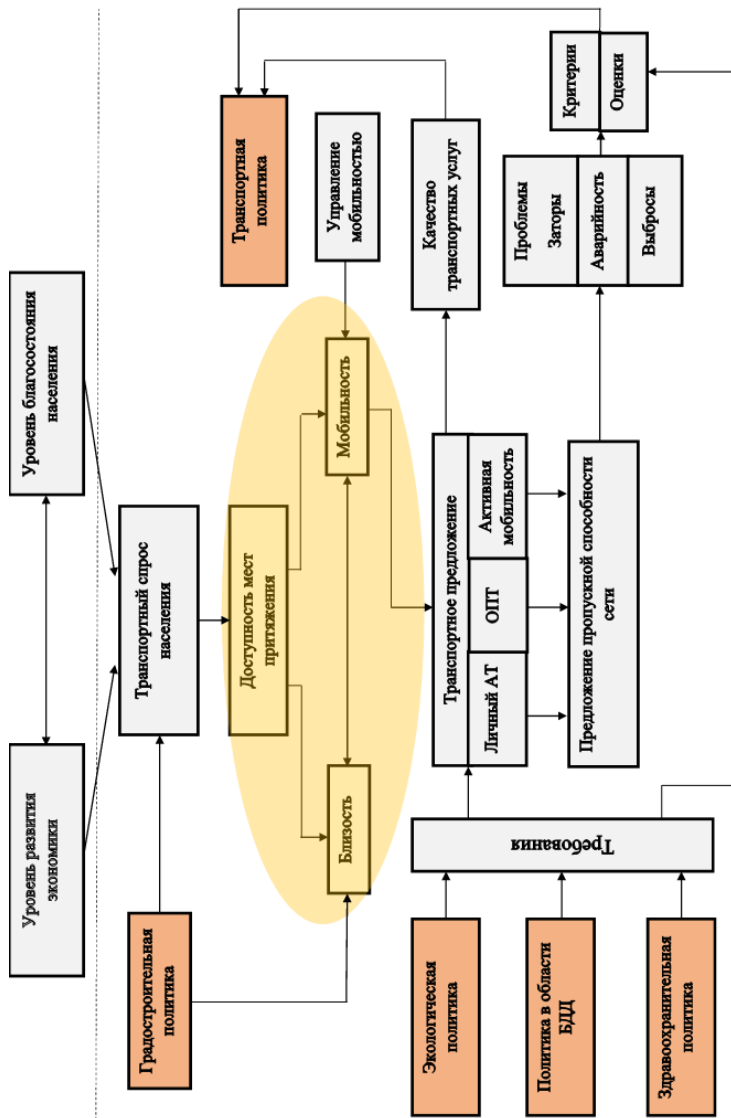 Уровень развития
экономики
Уровень благосостояния
населения
Градостроительная
политика
Транспортный спрос
населения
Транспортная
политика
Доступность мест
притяжения
Близость
Мобильность
Управление
мобильностью
Экологическая
политика
Политика в области
БДД
Здравоохранительная
политика
Требования
Транспортное предложение
Личный АТ
ОПТ
Активная
мобильность
Предложение пропускной способности
сети
Качество
транспортных услуг
Проблемы
Заторы
Аварийность
Выбросы
Критерии
Оценки